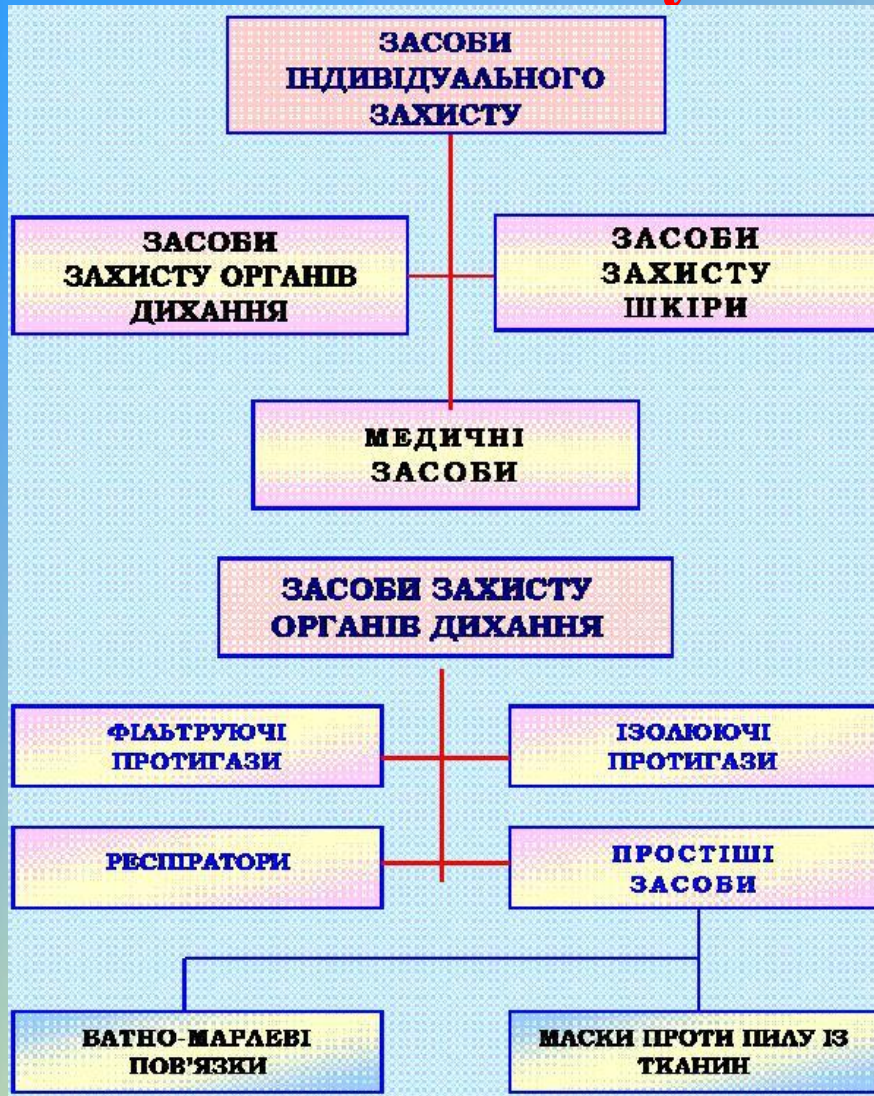 ЗАСОБИ
ІНДИВІДУАЛЬНОГО
ЗАХИСТУ
ЗАСОБИ
ЗАХИСТУ ОРГАНІВ
ДИХАННЯ
ЗАСОБИ
ЗАХИСТУ
ШКІРИ
МЕДИЧНІ
ЗАСОБИ
ЗАСОБИ ЗАХИСТУ
ОРГАНІВ ДИХАННЯ
ФІЛЬТРУЮЧІ
ПРОТИГАЗИ
ІЗОЛЮЮЧІ
ПРОТИГАЗИ
РЕСПІРАТОРИ
ПРОСТІШІ
ЗАСОБИ
ВАТНО-МАРЛЕВІ
ПОВ'ЯЗКИ
МАСКИ ПРОТИ ПИЛУ ІЗ
ТКАНИН